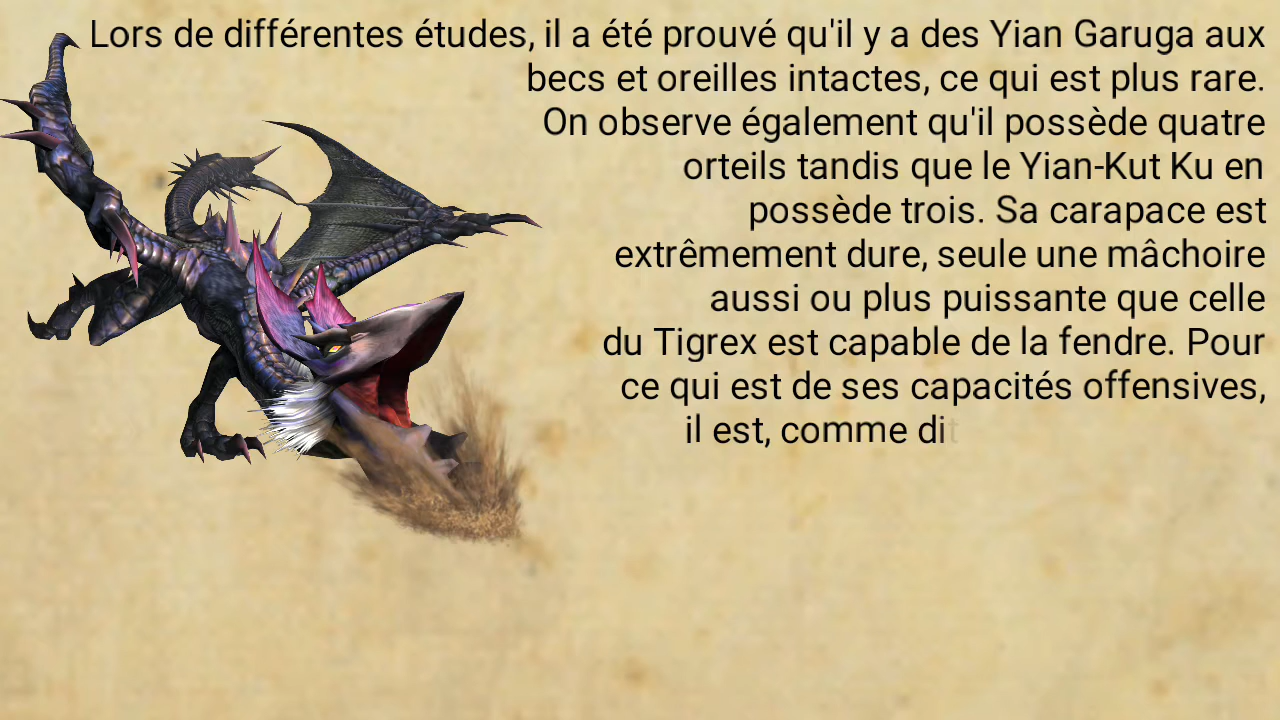 Lors de différentes études, il a été prouvé qu'il y a des Yian Garuga aux
becs et oreilles intactes, ce qui est plus rare.
On observe également qu'il possède quatre
orteils tandis que le Yian-Kut Ku en
possède trois. Sa carapace est
extrêmement dure, seule une mâchoire
aussi ou plus puissante que celle
du Tigrex est capable de la fendre. Pour
ce qui est de ses capacités offensives,
il est, comme dit